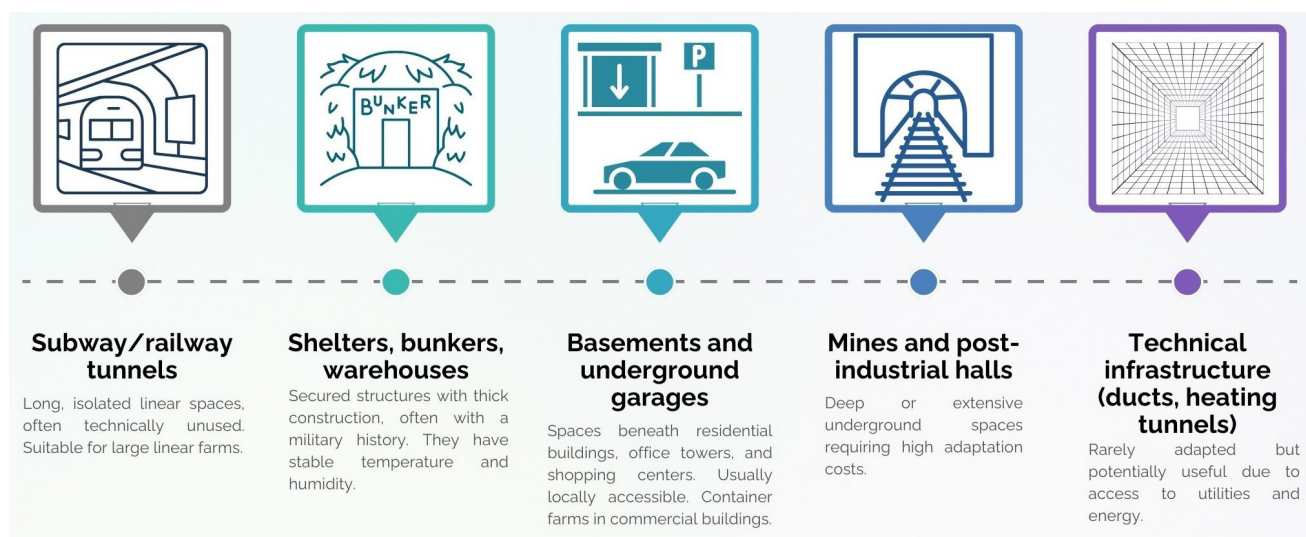 BUNKER
P
Subway/railway
tunnels
Long, isolated linear spaces,
often technically unused.
Suitable for large linear farms.
Shelters, bunkers,
warehouses
Secured structures with thick
construction, often with a
military history. They have
stable temperature and
humidity.
Basements and
underground
garages
Spaces beneath residential
buildings, office towers, and
shopping centers. Usually
locally accessible. Container
farms in commercial buildings.
Mines and post-
industrial halls
Deep or extensive
underground spaces
requiring high adaptation
costs.
Technical
infrastructure
(ducts, heating
tunnels)
Rarely adapted but
potentially useful due to
access to utilities and
energy.